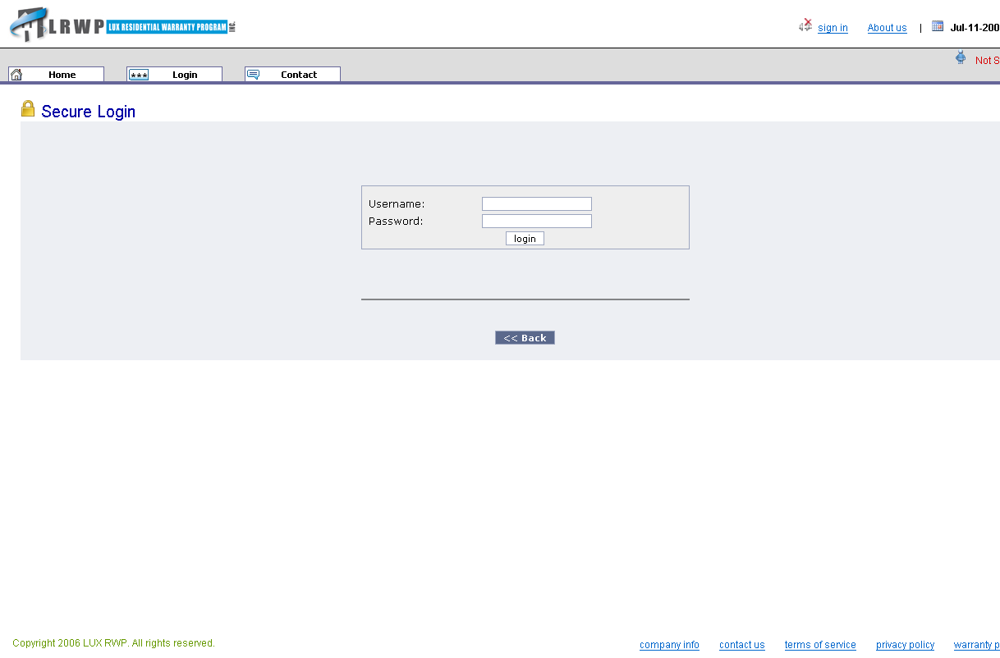 LRWP LUX RESIDENTIAL WARRANTY PROGRAM INC
sign in About us | Jul-11-200
Not S
Home *** Login Contact
Secure Login
Username:
Password:
login
<< Back
Copyright 2006 LUX RWP. All rights reserved.
company info contact us terms of service privacy policy warranty p